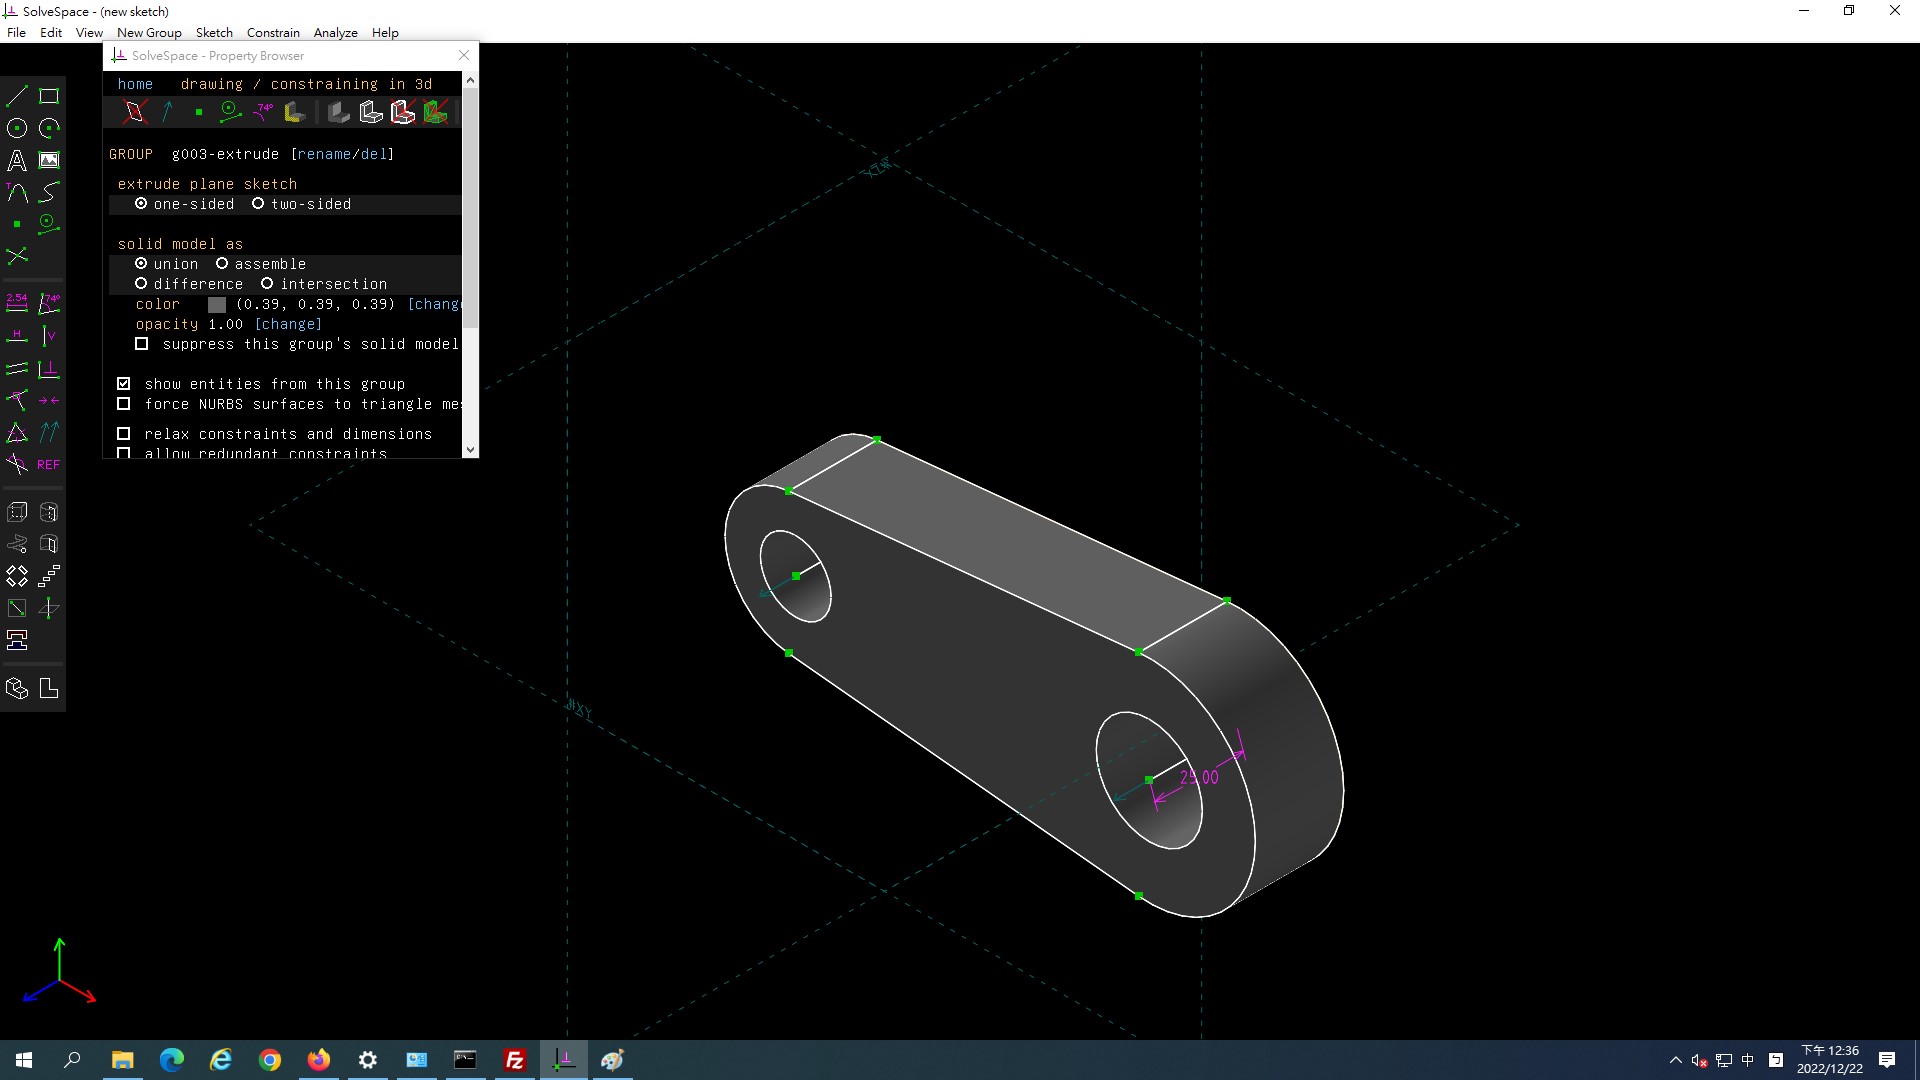 SolveSpace - (new sketch)
File Edit View New Group Sketch Constrain Analyze Help
SolveSpace - Property Browser
home drawing / constraining in 3d
74°
GROUP g003-extrude [rename/del]
extrude plane sketch
one-sided two-sided
solid model as
union assemble
difference intersection
color (0.39, 0.39, 0.39) [chang
opacity 1.00 [change]
suppress this group's solid model
show entities from this group
force NURBS surfaces to triangle me
relax constraints and dimensions
allow redundant constraints
A
T
2.54 74°
H V
REF
25.00
中
下午 12:36
2022/12/22